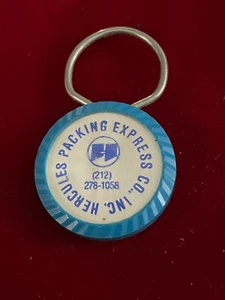 HERCULES PACKING EXPRESS CO., INC.
(212)
278-1058